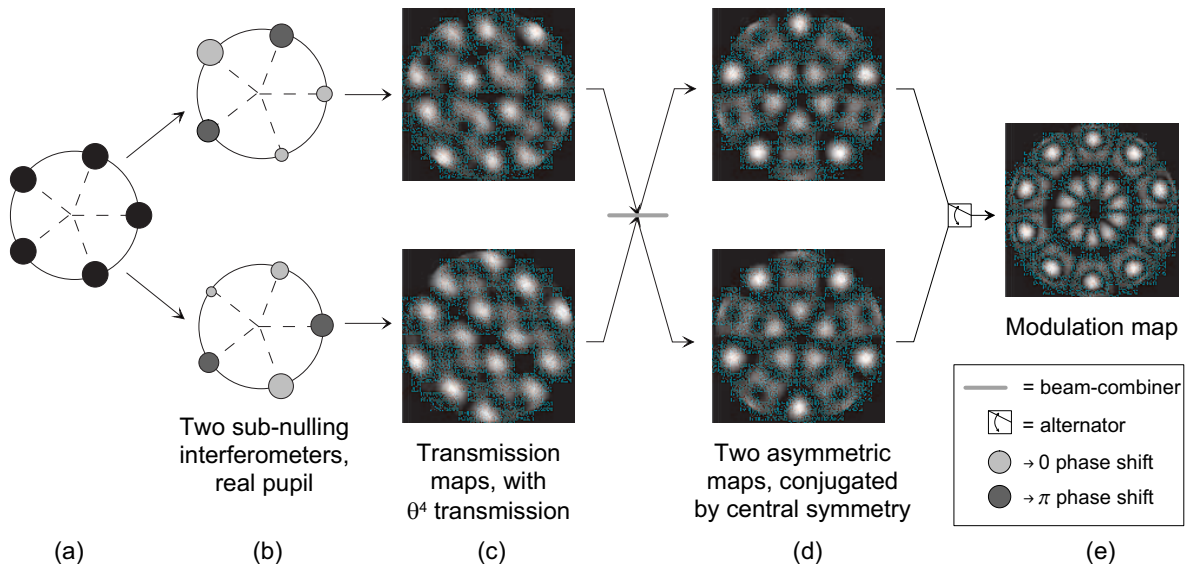 Modulation map
= beam-combiner
= alternator
→ 0 phase shift
→ π phase shift
Two sub-nulling
interferometers,
real pupil
Transmission
maps, with
θ⁴ transmission
Two asymmetric
maps, conjugated
by central symmetry
(a)
(b)
(c)
(d)
(e)